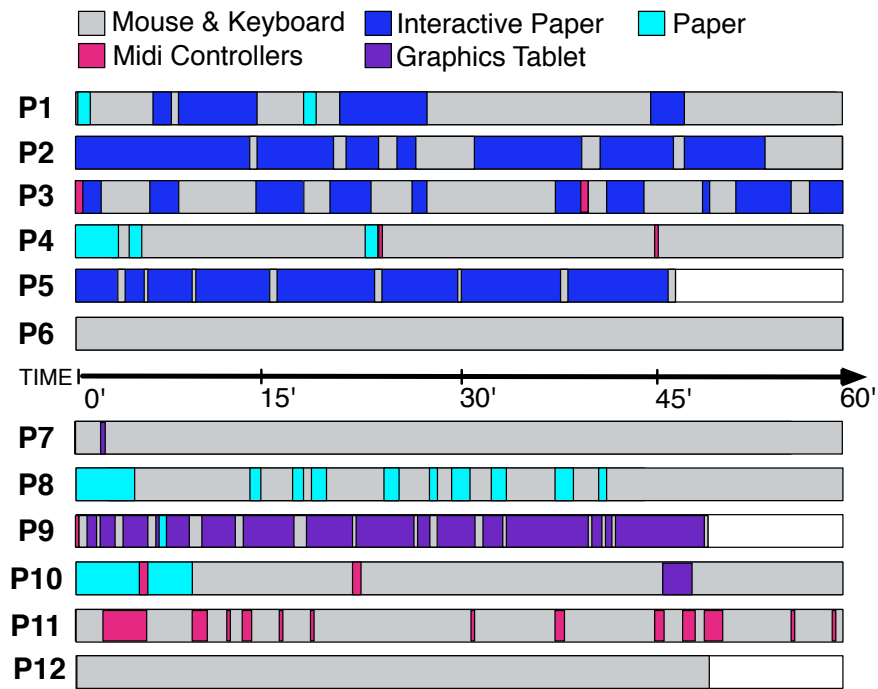 Mouse & Keyboard Interactive Paper Paper
Midi Controllers Graphics Tablet
P1
P2
P3
P4
P5
P6
TIME
0' 15' 30' 45' 60'
P7
P8
P9
P10
P11
P12